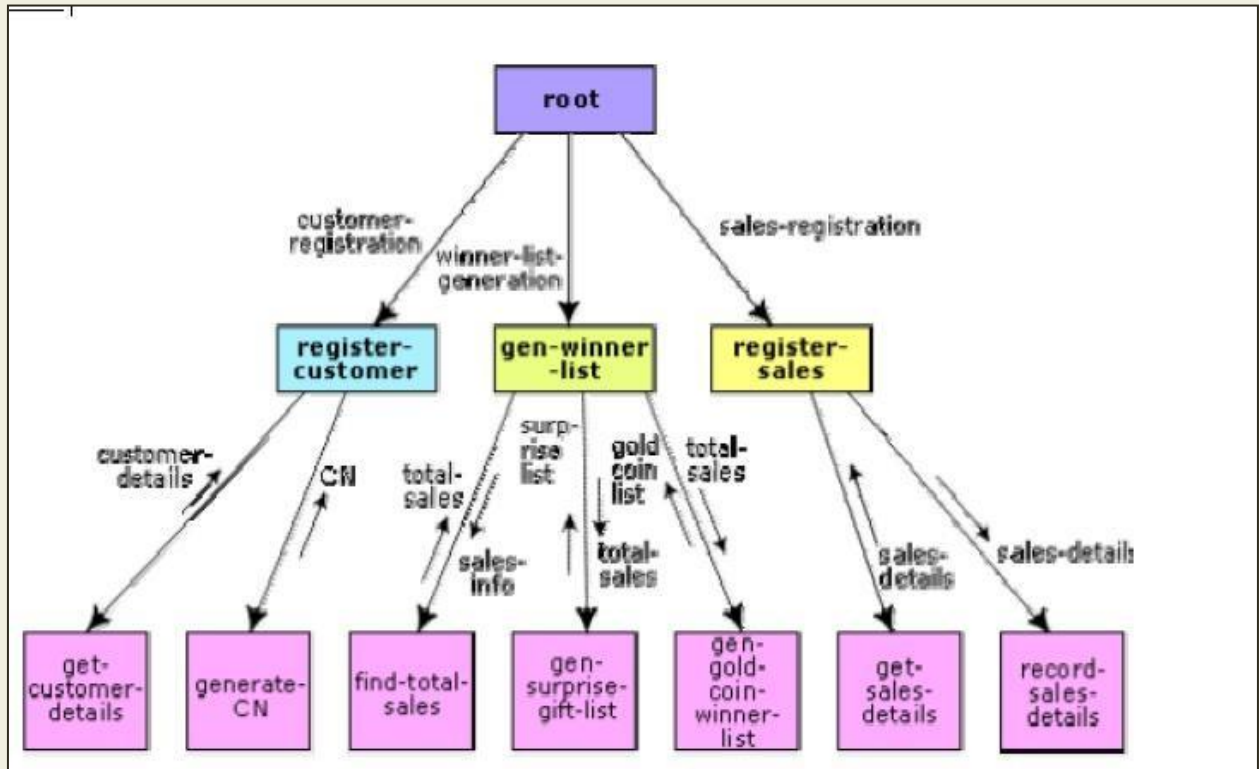 root
customer-
registration
winner-list-
generation
sales-registration
register-
customer
gen-winner
-list
register-
sales
customer-
details
CN
total-
sales
sales-
info
surp-
rise
list
total-
sales
gold
coin
list
total-
sales
sales-
details
sales-details
get-
customer-
details
generate-
CN
find-total-
sales
gen-
surprise-
gift-list
gen-
gold-
coin-
winner-
list
get-
sales-
details
record-
sales-
details